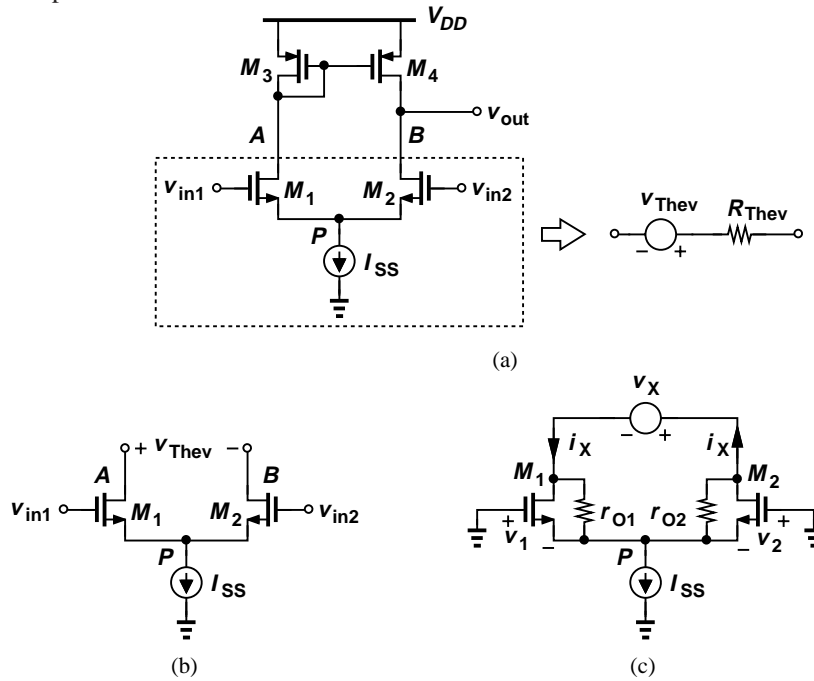 V_DD
M_3
M_4
v_out
A
B
v_in1
M_1
M_2
v_in2
P
I_SS
v_Thev
R_Thev
− +
(a)
v_X
+ v_Thev −
− +
i_X
i_X
A
B
M_1
M_2
v_in1
M_1
M_2
v_in2
r_O1
r_O2
+
v_1
−
+
v_2
−
P
P
I_SS
I_SS
(b)
(c)